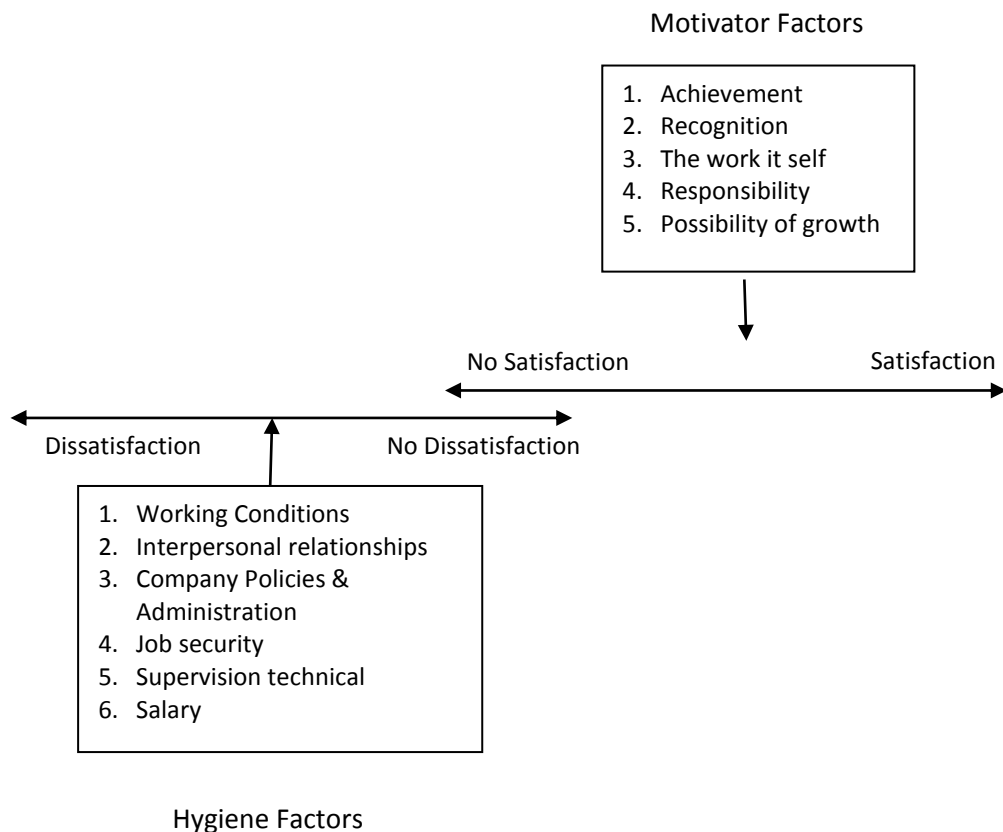 Motivator Factors
1. Achievement
2. Recognition
3. The work it self
4. Responsibility
5. Possibility of growth
No Satisfaction
Satisfaction
Dissatisfaction
No Dissatisfaction
1. Working Conditions
2. Interpersonal relationships
3. Company Policies &
Administration
4. Job security
5. Supervision technical
6. Salary
Hygiene Factors